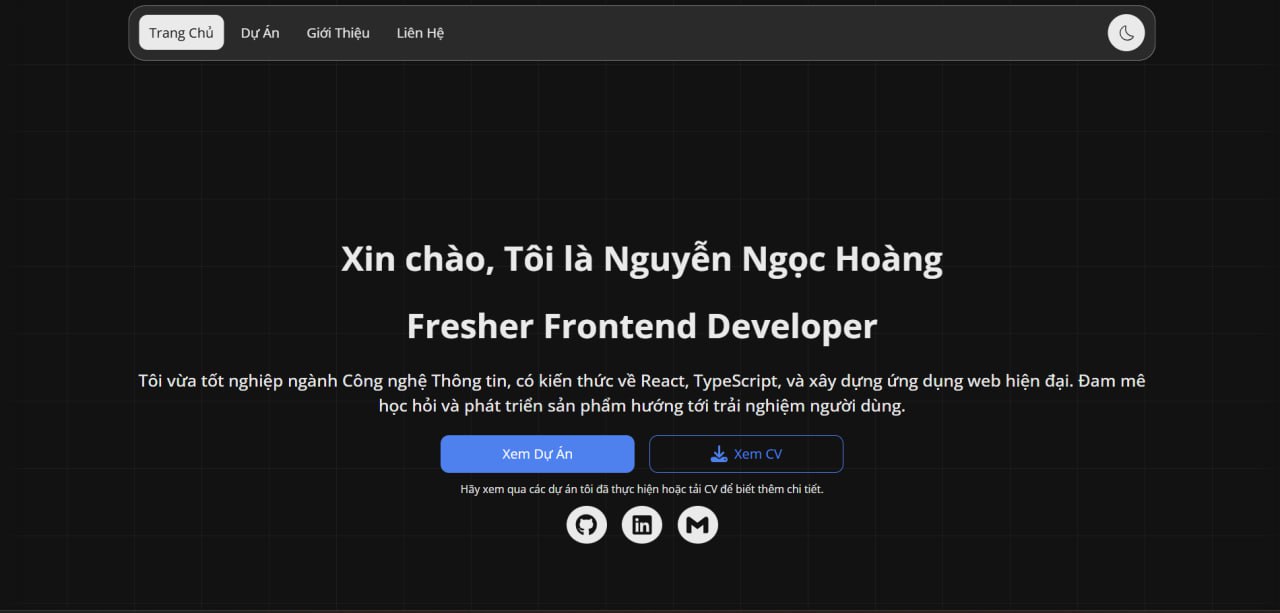 Trang Chủ Dự Án Giới Thiệu Liên Hệ
Xin chào, Tôi là Nguyễn Ngọc Hoàng
Fresher Frontend Developer
Tôi vừa tốt nghiệp ngành Công nghệ Thông tin, có kiến thức về React, TypeScript, và xây dựng ứng dụng web hiện đại. Đam mê
học hỏi và phát triển sản phẩm hướng tới trải nghiệm người dùng.
Xem Dự Án Xem CV
Hãy xem qua các dự án tôi đã thực hiện hoặc tải CV để biết thêm chi tiết.
in